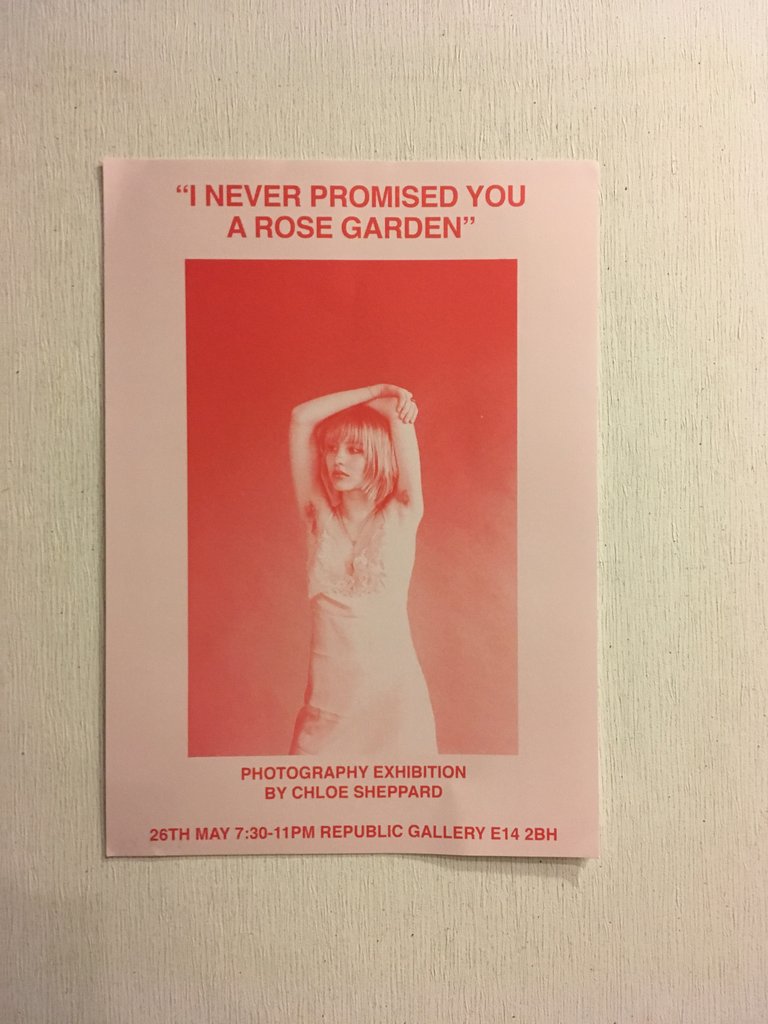 “I NEVER PROMISED YOU
A ROSE GARDEN”
PHOTOGRAPHY EXHIBITION
BY CHLOE SHEPPARD
26TH MAY 7:30-11PM REPUBLIC GALLERY E14 2BH